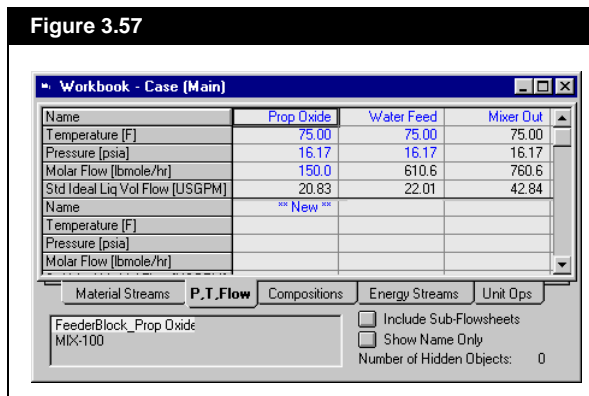 Figure 3.57
Workbook - Case (Main)
Name Prop Oxide Water Feed Mixer Out
Temperature [F] 75.00 75.00 75.00
Pressure [psia] 16.17 16.17 16.17
Molar Flow [lbmole/hr] 150.0 610.6 760.6
Std Ideal Liq Vol Flow [USGPM] 20.83 22.01 42.84
Name ** New **
Temperature [F]
Pressure [psia]
Molar Flow [lbmole/hr]
Material Streams P,T,Flow Compositions Energy Streams Unit Ops
FeederBlock_Prop Oxide
MIX-100
Include Sub-Flowsheets
Show Name Only
Number of Hidden Objects: 0